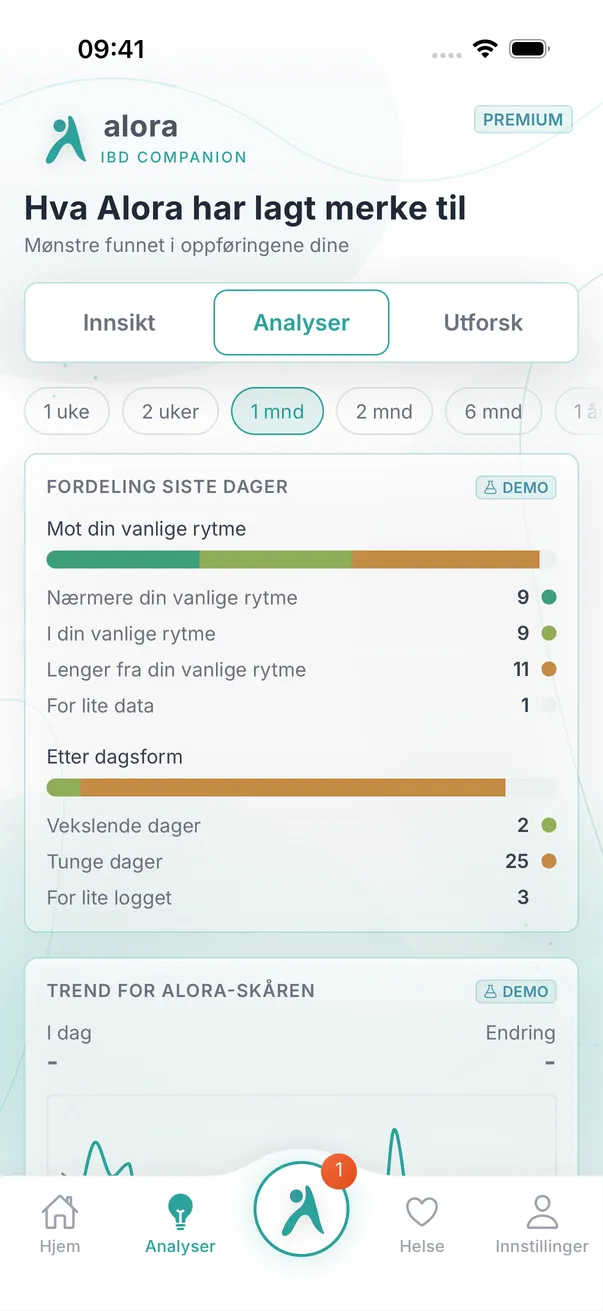 09:41
alora
IBD COMPANION
PREMIUM
Hva Alora har lagt merke til
Mønstre funnet i oppføringene dine
Innsikt Analyser Utforsk
1 uke 2 uker 1 mnd 2 mnd 6 mnd 1 å
FORDELING SISTE DAGER DEMO
Mot din vanlige rytme
Nærmere din vanlige rytme 9
I din vanlige rytme 9
Lenger fra din vanlige rytme 11
For lite data 1
Etter dagsform
Vekslende dager 2
Tunge dager 25
For lite logget 3
TREND FOR ALORA-SKÅREN DEMO
I dag Endring
- -
1
Hjem Analyser Helse Innstillinger